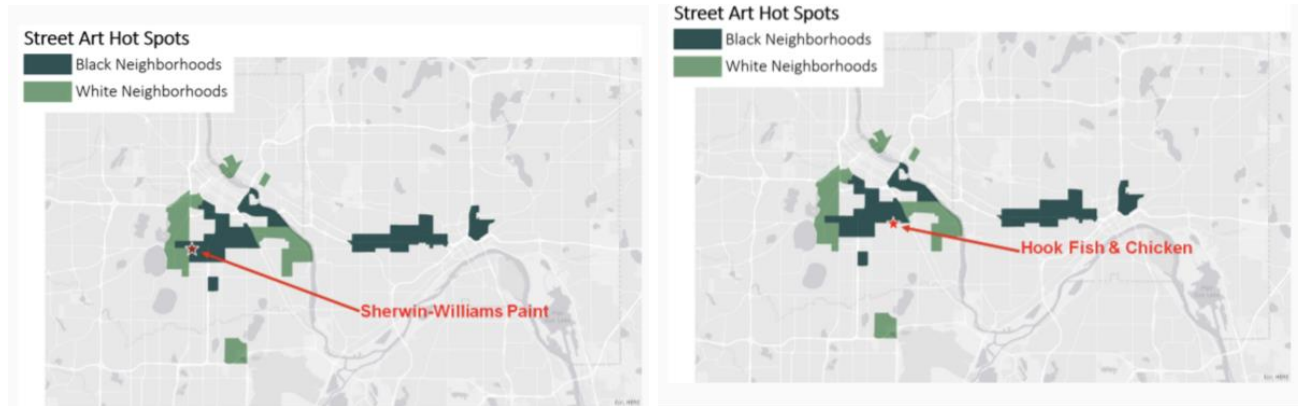 Street Art Hot Spots
Black Neighborhoods
White Neighborhoods
Sherwin-Williams Paint
Street Art Hot Spots
Black Neighborhoods
White Neighborhoods
Hook Fish & Chicken